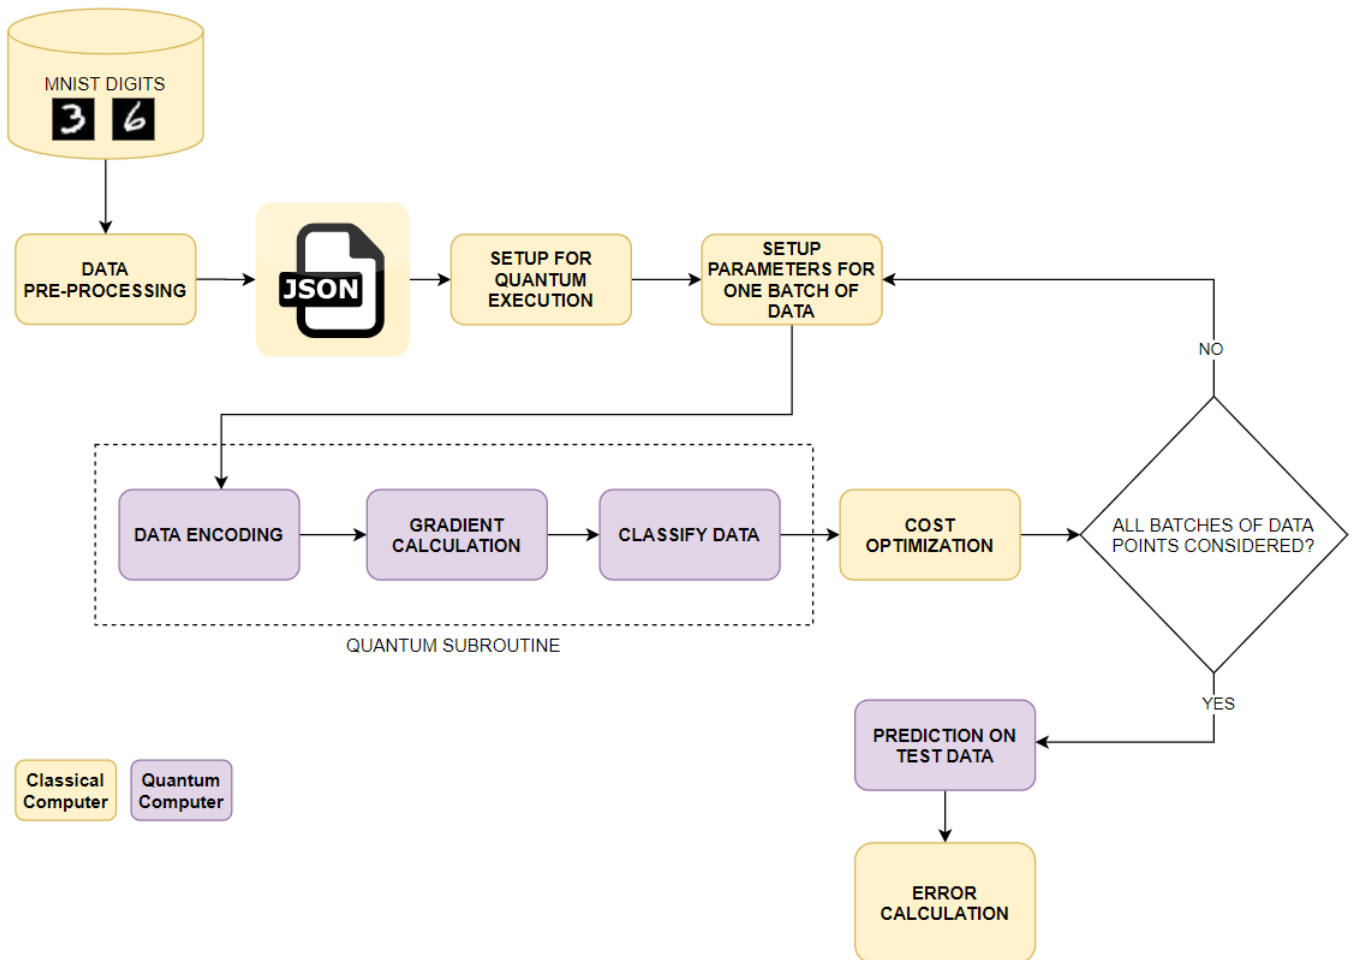 MNIST DIGITS
3 6
DATA
PRE-PROCESSING
JSON
SETUP FOR
QUANTUM
EXECUTION
SETUP
PARAMETERS FOR
ONE BATCH OF
DATA
NO
DATA ENCODING
GRADIENT
CALCULATION
CLASSIFY DATA
COST
OPTIMIZATION
ALL BATCHES OF DATA
POINTS CONSIDERED?
QUANTUM SUBROUTINE
YES
PREDICTION ON
TEST DATA
Classical
Computer
Quantum
Computer
ERROR
CALCULATION